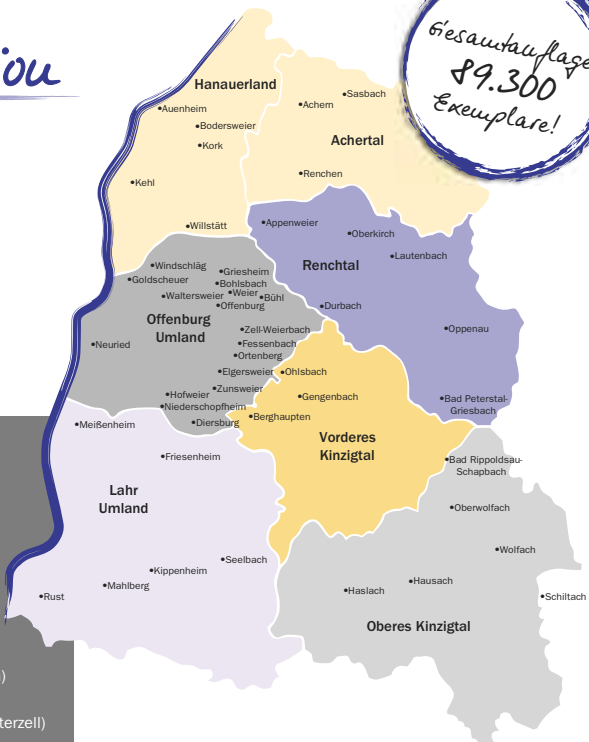 Gesamtauflage
89.300
Exemplare!
Hanauerland
•Sasbach
•Achern
•Auenheim
•Bodersweier
Achertal
•Kork
•Renchen
•Kehl
•Appenweier
•Willstätt
•Oberkirch
•Lautenbach
Renchtal
•Windschläg
•Griesheim
•Goldscheuer
•Bohlsbach
•Weier
•Waltersweier
•Bühl
•Offenburg
•Durbach
Offenburg
Umland
•Zell-Weierbach
•Oppenau
•Neuried
•Fessenbach
•Ortenberg
•Elgersweier
•Ohlsbach
•Zunsweier
•Hofweier
•Gengenbach
•Bad Peterstal-
Griesbach
•Niederschopfheim
•Berghaupten
•Diersburg
•Meißenheim
Vorderes
Kinzigtal
•Friesenheim
•Bad Rippoldsau-
Schapbach
Lahr
Umland
•Oberwolfach
•Wolfach
•Seelbach
•Kippenheim
•Hausach
•Mahlberg
•Haslach
•Rust
•Schiltach
Oberes Kinzigtal
terzell)